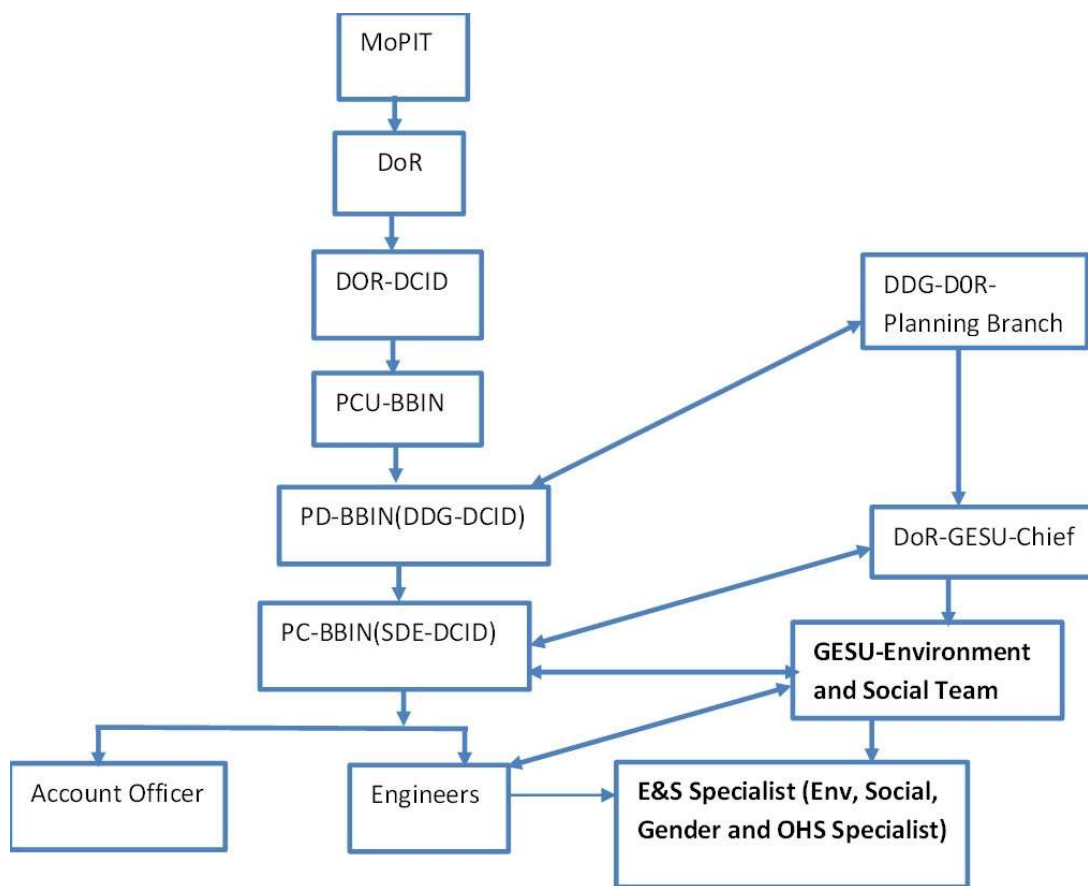 MoPIT
DoR
DOR-DCID
DDG-D0R-
Planning Branch
PCU-BBIN
PD-BBIN(DDG-DCID)
DoR-GESU-Chief
PC-BBIN(SDE-DCID)
GESU-Environment
and Social Team
Account Officer
Engineers
E&S Specialist (Env, Social,
Gender and OHS Specialist)